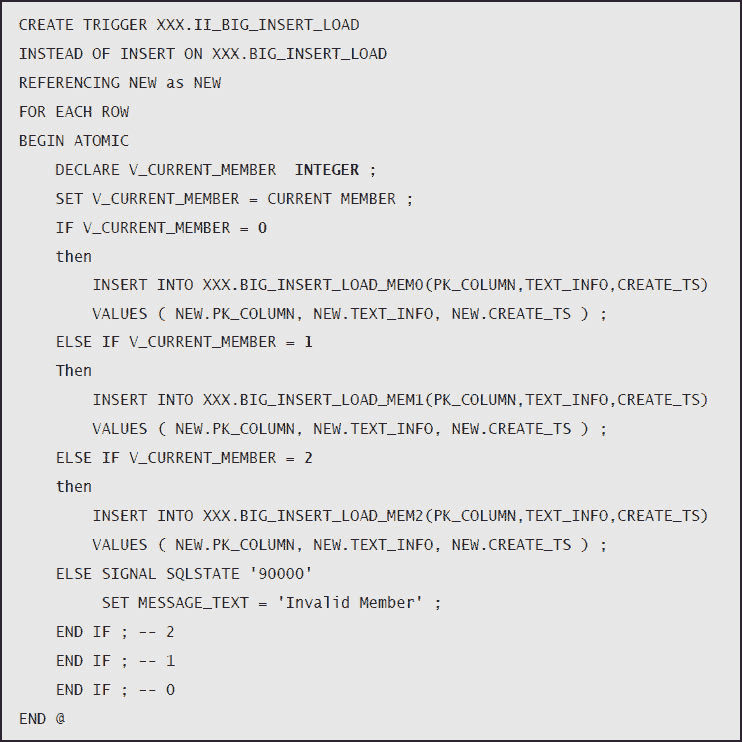 CREATE TRIGGER XXX.II_BIG_INSERT_LOAD
INSTEAD OF INSERT ON XXX.BIG_INSERT_LOAD
REFERENCING NEW as NEW
FOR EACH ROW
BEGIN ATOMIC
DECLARE V_CURRENT_MEMBER INTEGER ;
SET V_CURRENT_MEMBER = CURRENT MEMBER ;
IF V_CURRENT_MEMBER = 0
then
INSERT INTO XXX.BIG_INSERT_LOAD_MEM0(PK_COLUMN,TEXT_INFO,CREATE_TS)
VALUES ( NEW.PK_COLUMN, NEW.TEXT_INFO, NEW.CREATE_TS ) ;
ELSE IF V_CURRENT_MEMBER = 1
Then
INSERT INTO XXX.BIG_INSERT_LOAD_MEM1(PK_COLUMN,TEXT_INFO,CREATE_TS)
VALUES ( NEW.PK_COLUMN, NEW.TEXT_INFO, NEW.CREATE_TS ) ;
ELSE IF V_CURRENT_MEMBER = 2
then
INSERT INTO XXX.BIG_INSERT_LOAD_MEM2(PK_COLUMN,TEXT_INFO,CREATE_TS)
VALUES ( NEW.PK_COLUMN, NEW.TEXT_INFO, NEW.CREATE_TS ) ;
ELSE SIGNAL SQLSTATE '90000'
SET MESSAGE_TEXT = 'Invalid Member' ;
END IF ; -- 2
END IF ; -- 1
END IF ; -- 0
END @